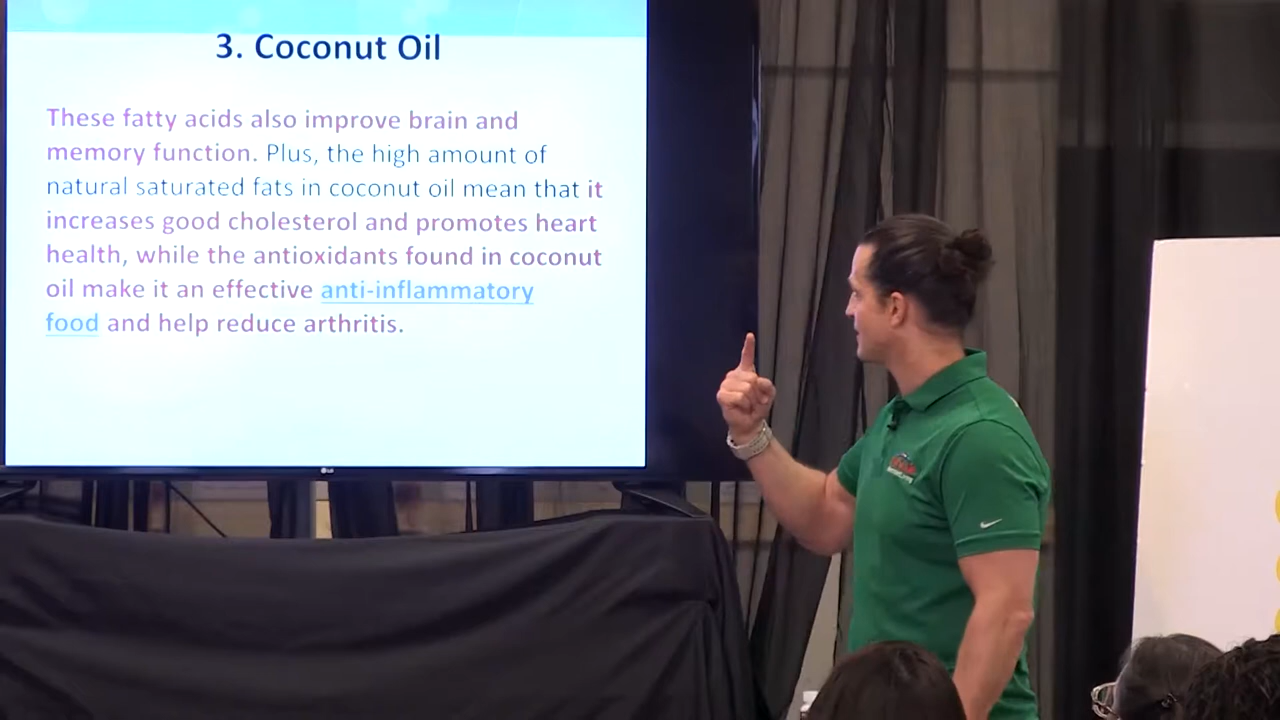 3. Coconut Oil
These fatty acids also improve brain and
memory function. Plus, the high amount of
natural saturated fats in coconut oil mean that it
increases good cholesterol and promotes heart
health, while the antioxidants found in coconut
oil make it an effective anti-inflammatory
food and help reduce arthritis.
LG